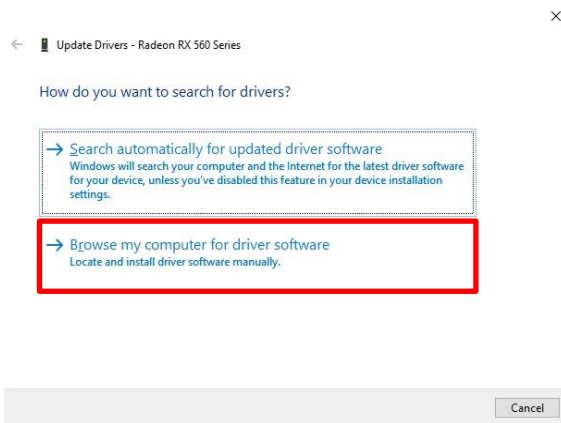 Update Drivers - Radeon RX 560 Series
How do you want to search for drivers?
Search automatically for updated driver software
Windows will search your computer and the Internet for the latest driver software
for your device, unless you've disabled this feature in your device installation
settings.
Browse my computer for driver software
Locate and install driver software manually.
Cancel